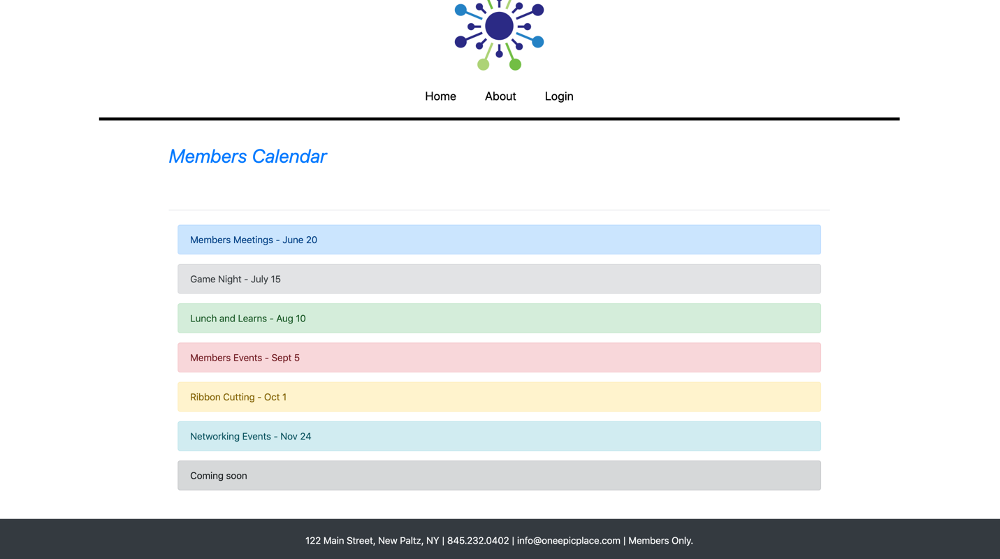 Home About Login
Members Calendar
Members Meetings - June 20
Game Night - July 15
Lunch and Learns - Aug 10
Members Events - Sept 5
Ribbon Cutting - Oct 1
Networking Events - Nov 24
Coming soon
122 Main Street, New Paltz, NY | 845.232.0402 | info@oneepicplace.com | Members Only.